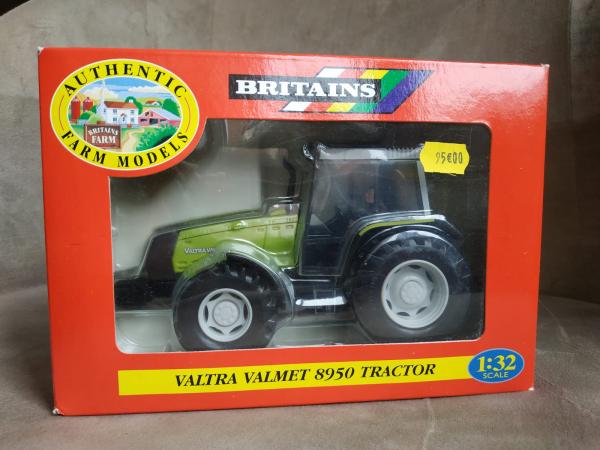 AUTHENTIC
FARM MODELS
BRITAINS
FARM
BRITAINS
95€00
VALTRA VALMET 8950 TRACTOR
1:32
SCALE